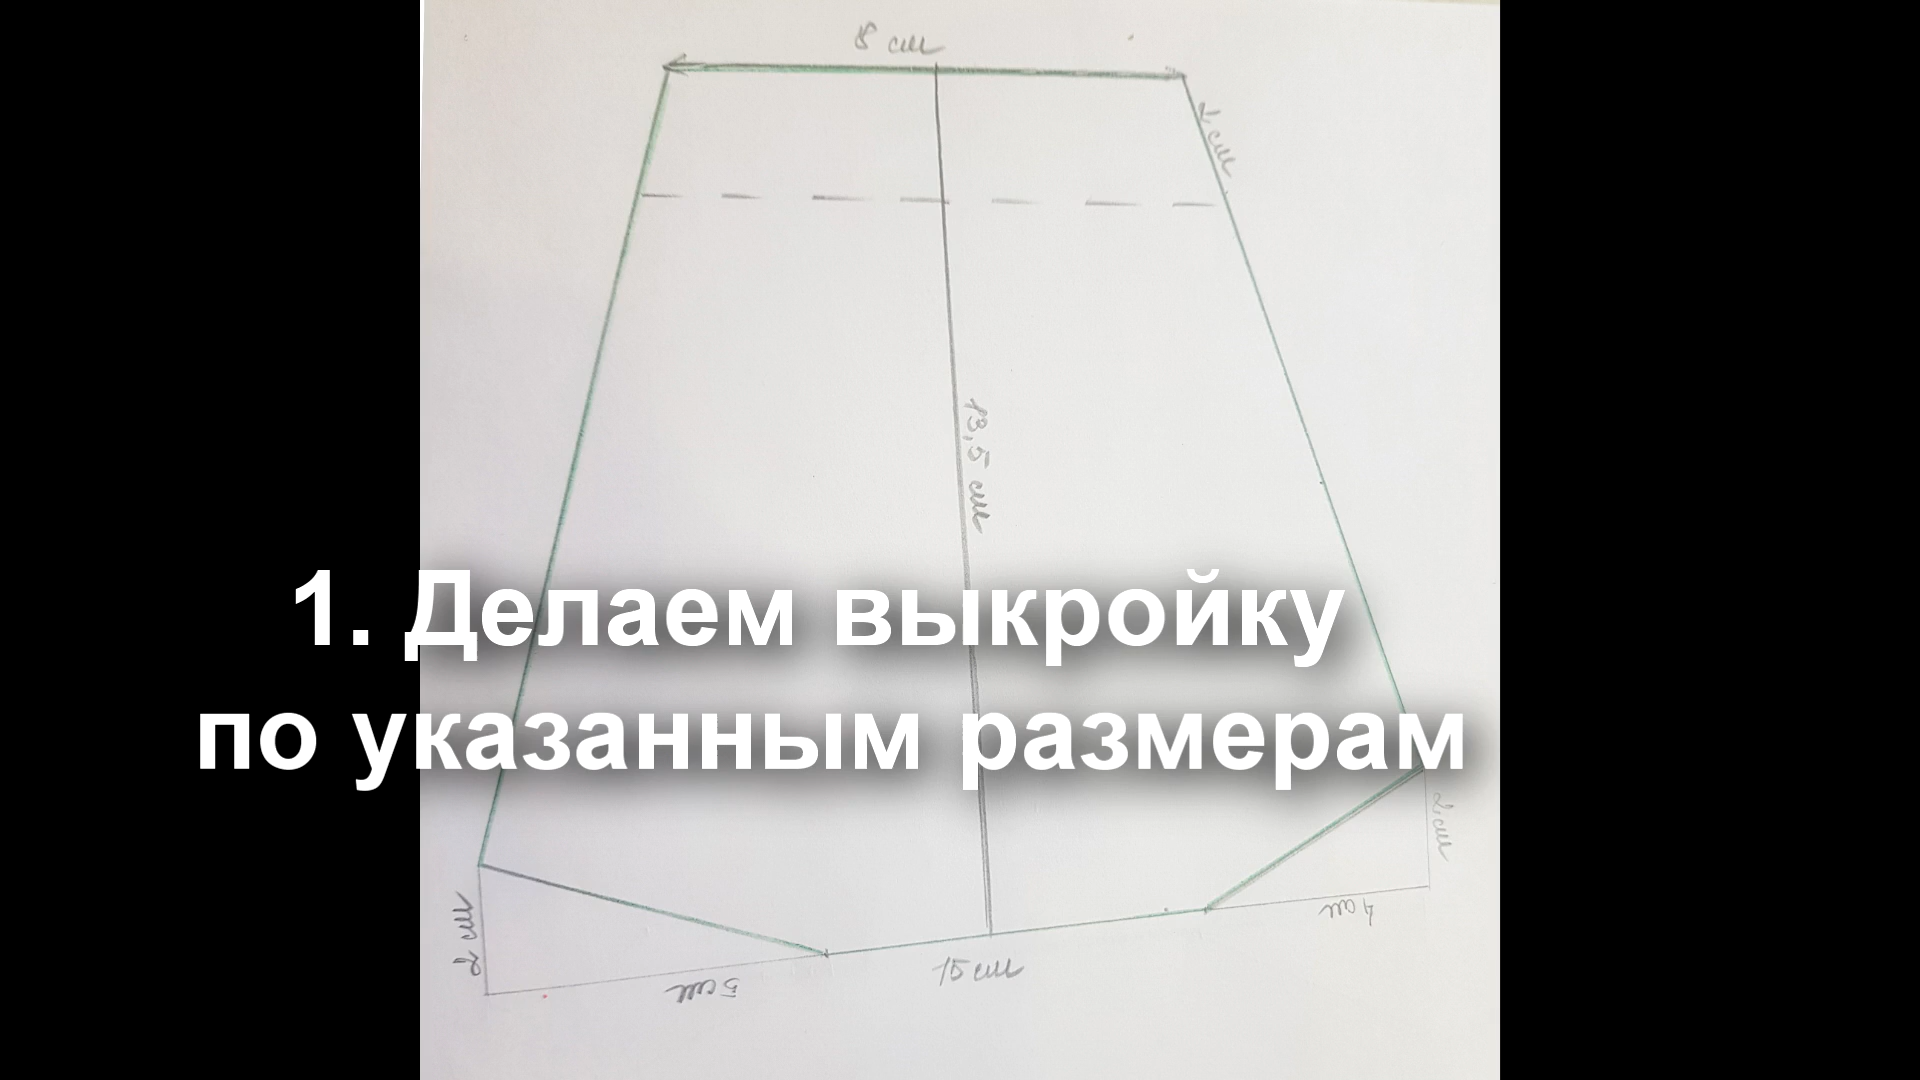 8 см
2 см
13,5 см
1. Делаем выкройку
по указанным размерам
2 см
2 см
4 см
5 см
15 см